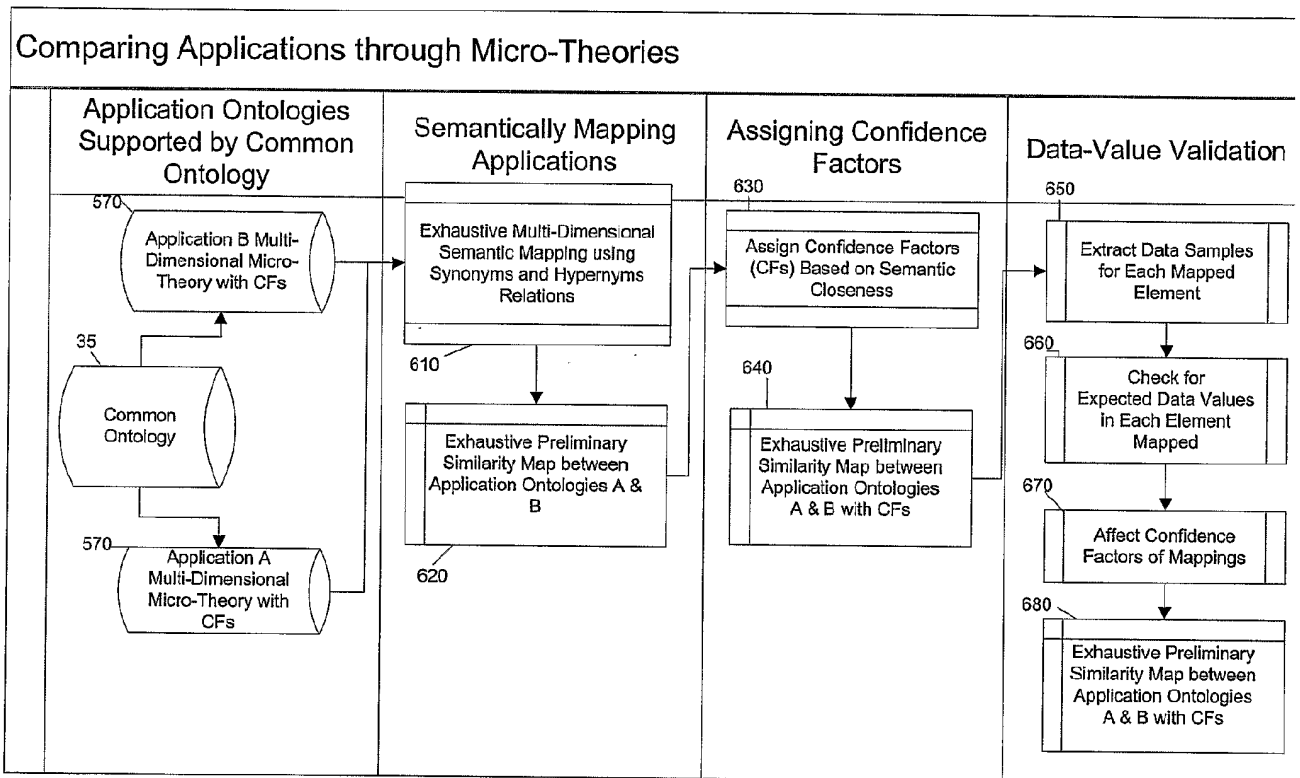 Comparing Applications through Micro-Theories
Application Ontologies
Supported by Common
Ontology
570
Application B Multi-
Dimensional Micro-
Theory with CFs
35
Common
Ontology
570
Application A
Multi-Dimensional
Micro-Theory with
CFs
Semantically Mapping
Applications
Exhaustive Multi-Dimensional
Semantic Mapping using
Synonyms and Hypernyms
Relations
610
Exhaustive Preliminary
Similarity Map between
Application Ontologies A &
B
620
Assigning Confidence
Factors
630
Assign Confidence Factors
(CFs) Based on Semantic
Closeness
640
Exhaustive Preliminary
Similarity Map between
Application Ontologies
A & B with CFs
Data-Value Validation
650
Extract Data Samples
for Each Mapped
Element
660
Check for
Expected Data Values
in Each Element
Mapped
670
Affect Confidence
Factors of Mappings
680
Exhaustive Preliminary
Similarity Map between
Application Ontologies
A & B with CFs